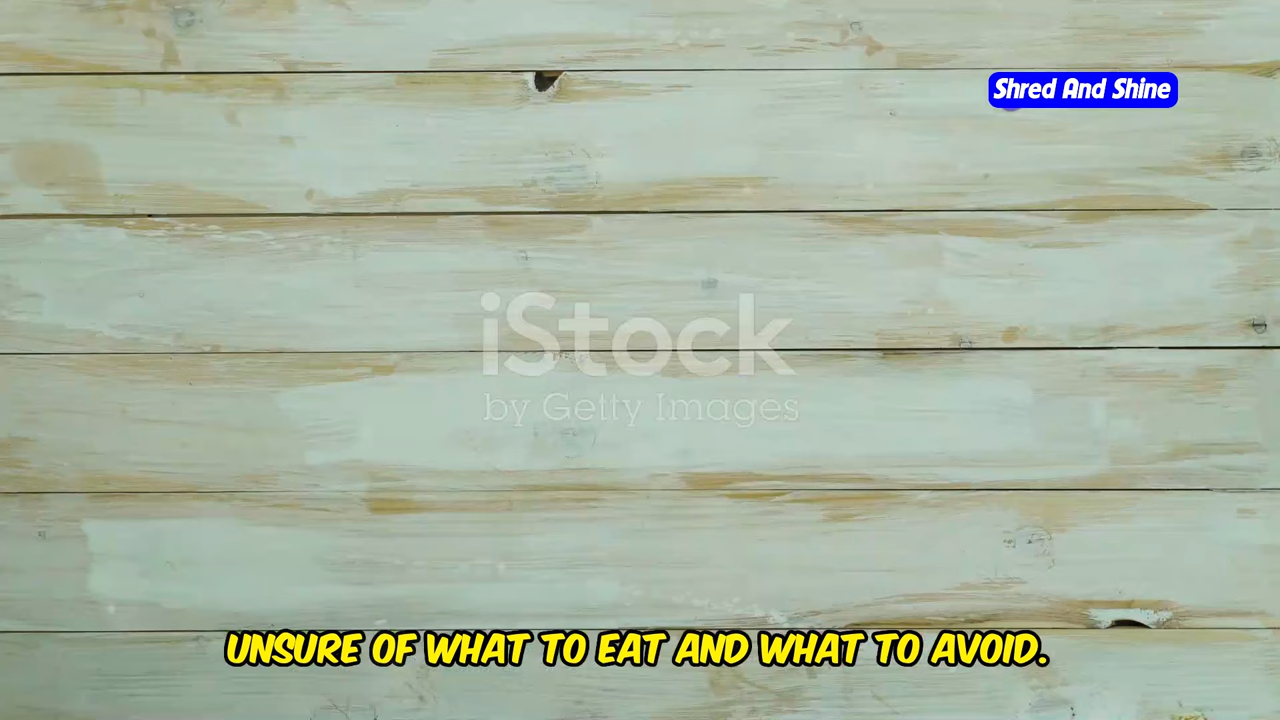 Shred And Shine
iStock
by Getty Images
UNSURE OF WHAT TO EAT AND WHAT TO AVOID.